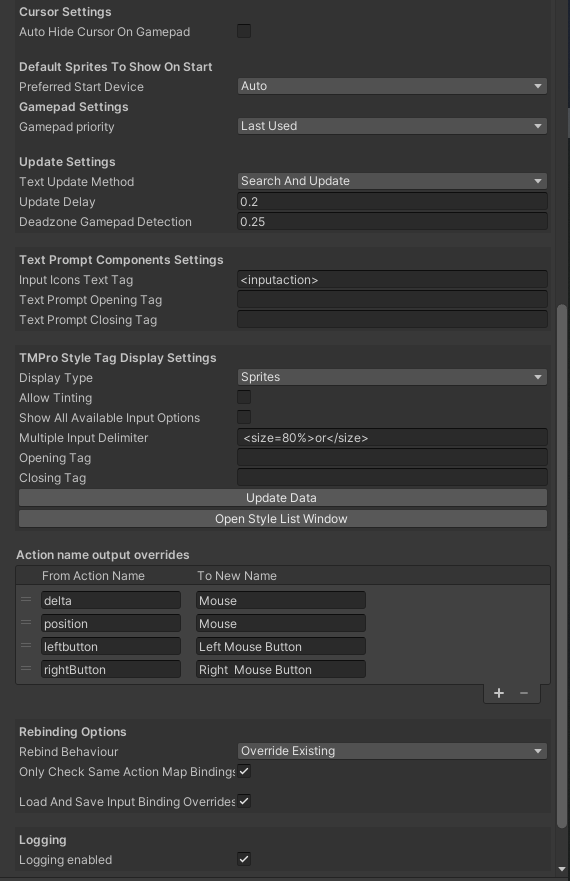 Cursor Settings
Auto Hide Cursor On Gamepad
Default Sprites To Show On Start
Preferred Start Device Auto
Gamepad Settings
Gamepad priority Last Used
Update Settings
Text Update Method Search And Update
Update Delay 0.2
Deadzone Gamepad Detection 0.25
Text Prompt Components Settings
Input Icons Text Tag <inputaction>
Text Prompt Opening Tag
Text Prompt Closing Tag
TMPro Style Tag Display Settings
Display Type Sprites
Allow Tinting
Show All Available Input Options
Multiple Input Delimiter <size=80%>or</size>
Opening Tag
Closing Tag
Update Data
Open Style List Window
Action name output overrides
From Action Name To New Name
delta Mouse
position Mouse
leftbutton Left Mouse Button
rightButton Right  Mouse Button
+ −
Rebinding Options
Rebind Behaviour Override Existing
Only Check Same Action Map Bindings
Load And Save Input Binding Overrides
Logging
Logging enabled